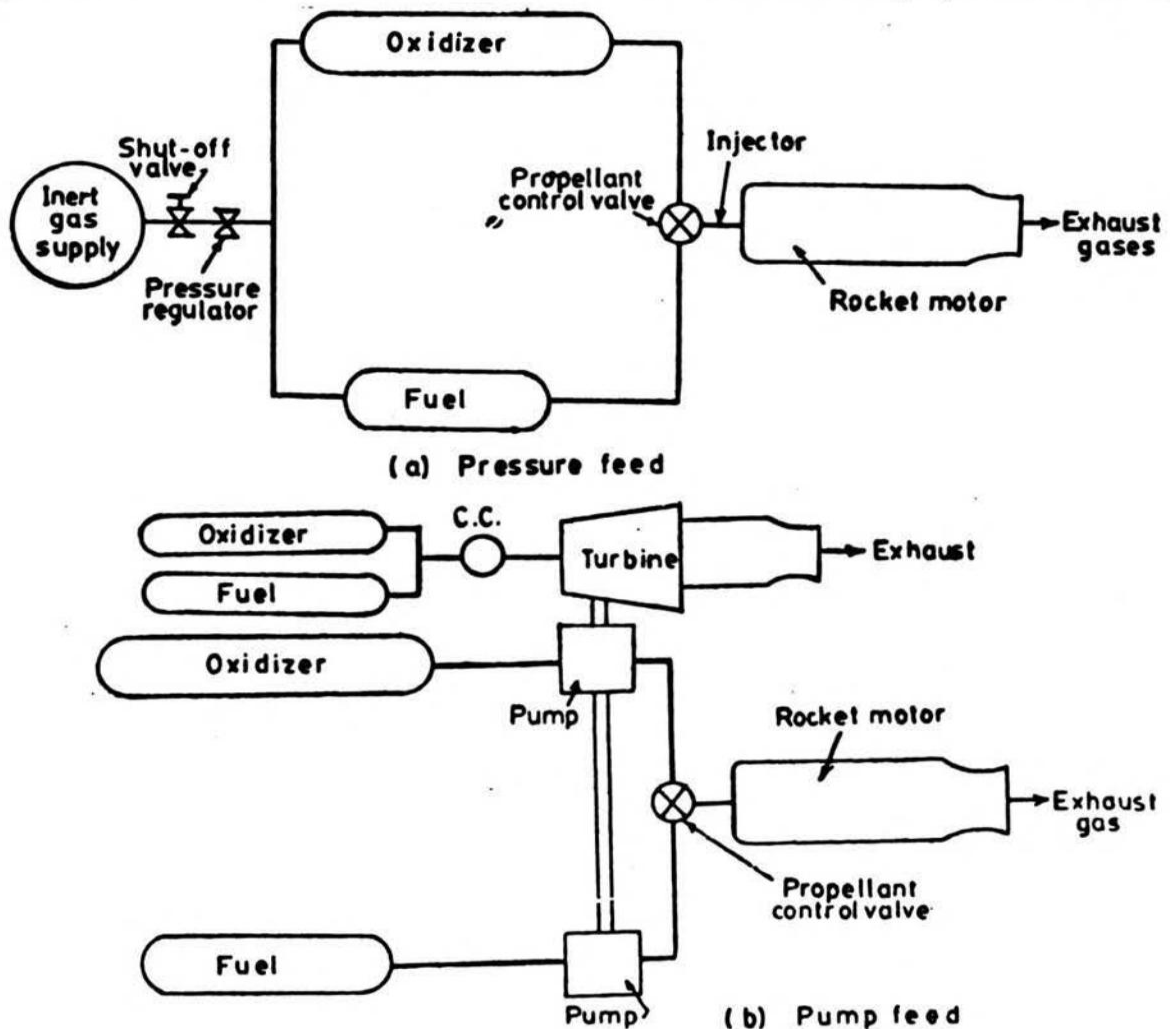 Oxidizer
Shut-off
valve
Inert
gas
supply
Pressure
regulator
Propellant
control valve
Injector
Exhaust
gases
Rocket motor
Fuel
(a) Pressure feed
Oxidizer
Fuel
C.C.
Turbine
Exhaust
Oxidizer
Pump
Rocket motor
Exhaust
gas
Propellant
control valve
Fuel
Pump
(b) Pump feed